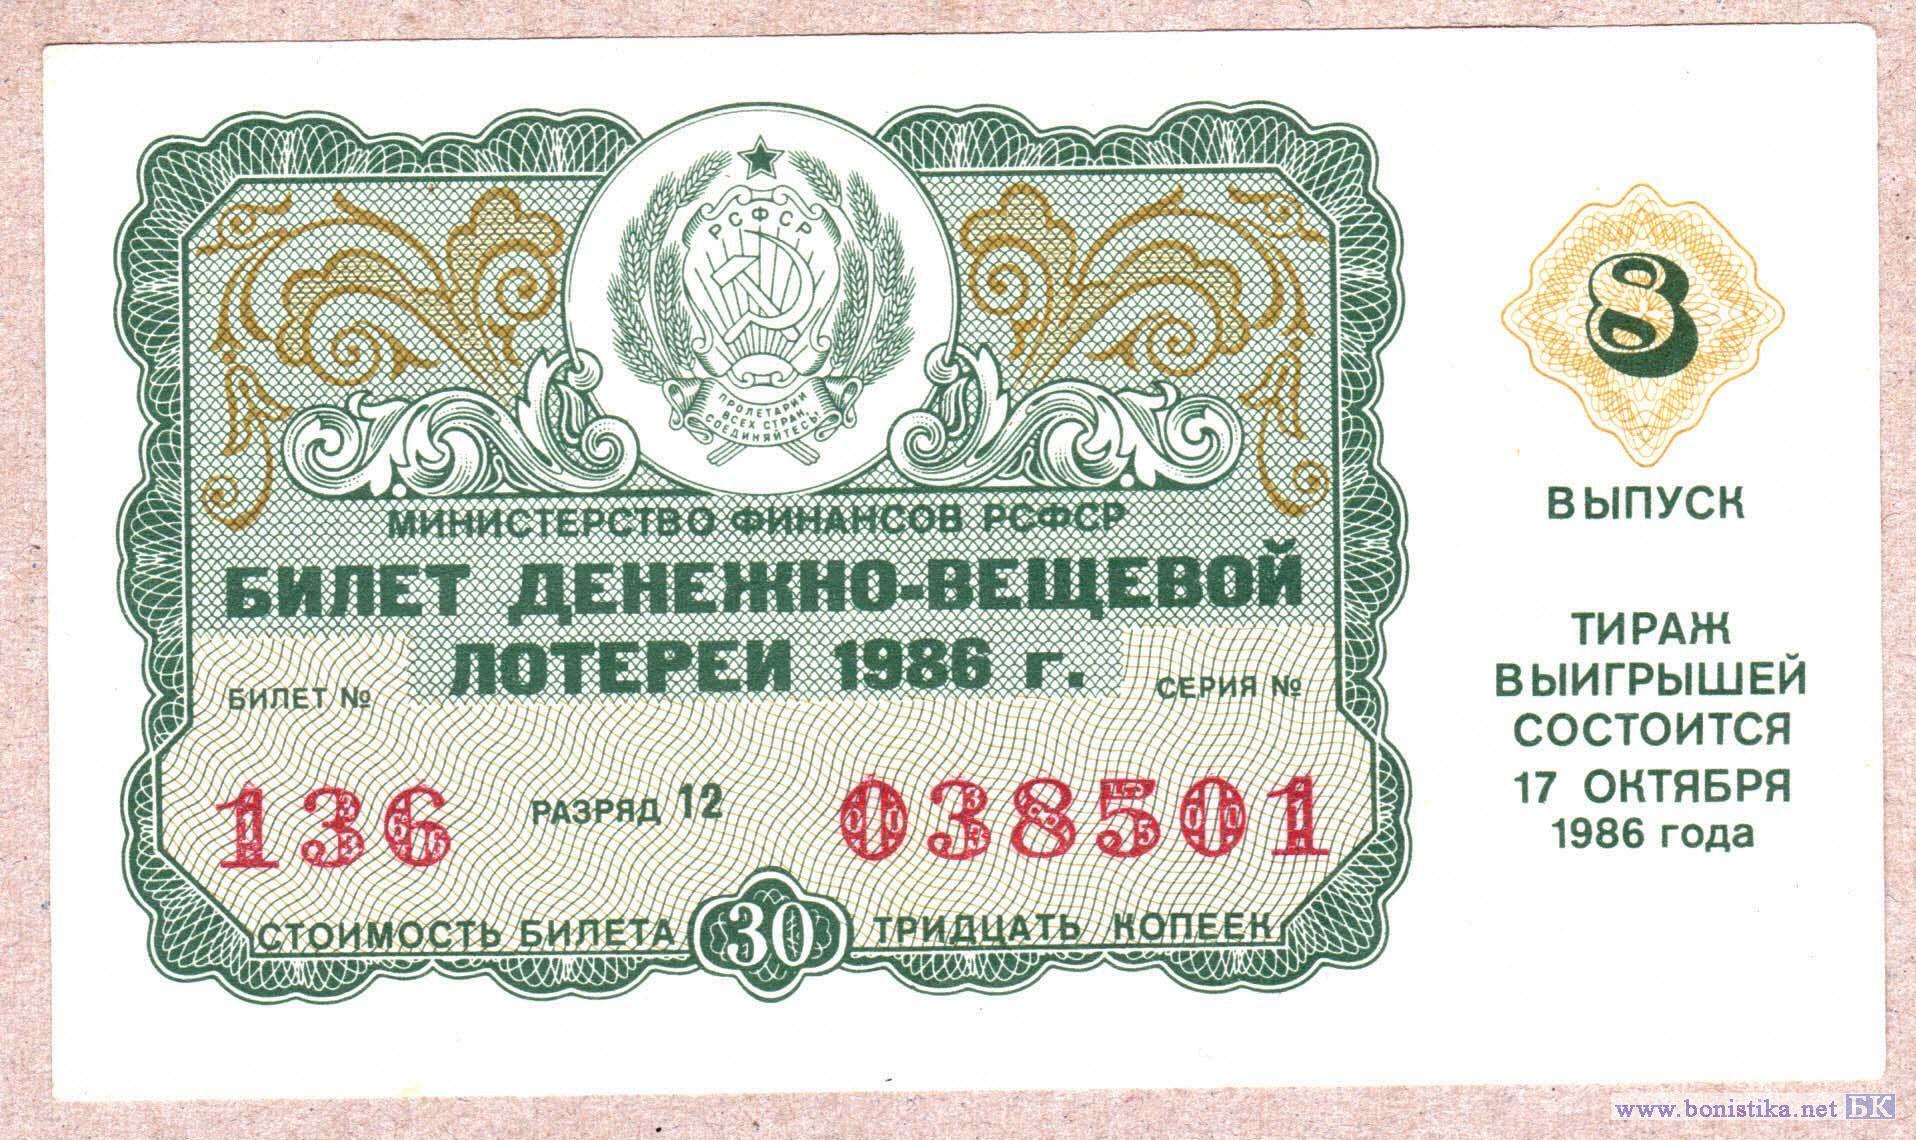 РСФСР
ПРОЛЕТАРИИ
ВСЕХ СТРАН,
СОЕДИНЯЙТЕСЬ!
МИНИСТЕРСТВО ФИНАНСОВ РСФСР
БИЛЕТ ДЕНЕЖНО-ВЕЩЕВОЙ
ЛОТЕРЕИ 1986 г.
БИЛЕТ №
СЕРИЯ №
136 РАЗРЯД 12 038501
СТОИМОСТЬ БИЛЕТА 30 ТРИДЦАТЬ КОПЕЕК
8
ВЫПУСК
ТИРАЖ
ВЫИГРЫШЕЙ
СОСТОИТСЯ
17 ОКТЯБРЯ
1986 года
www.bonistika.net БК